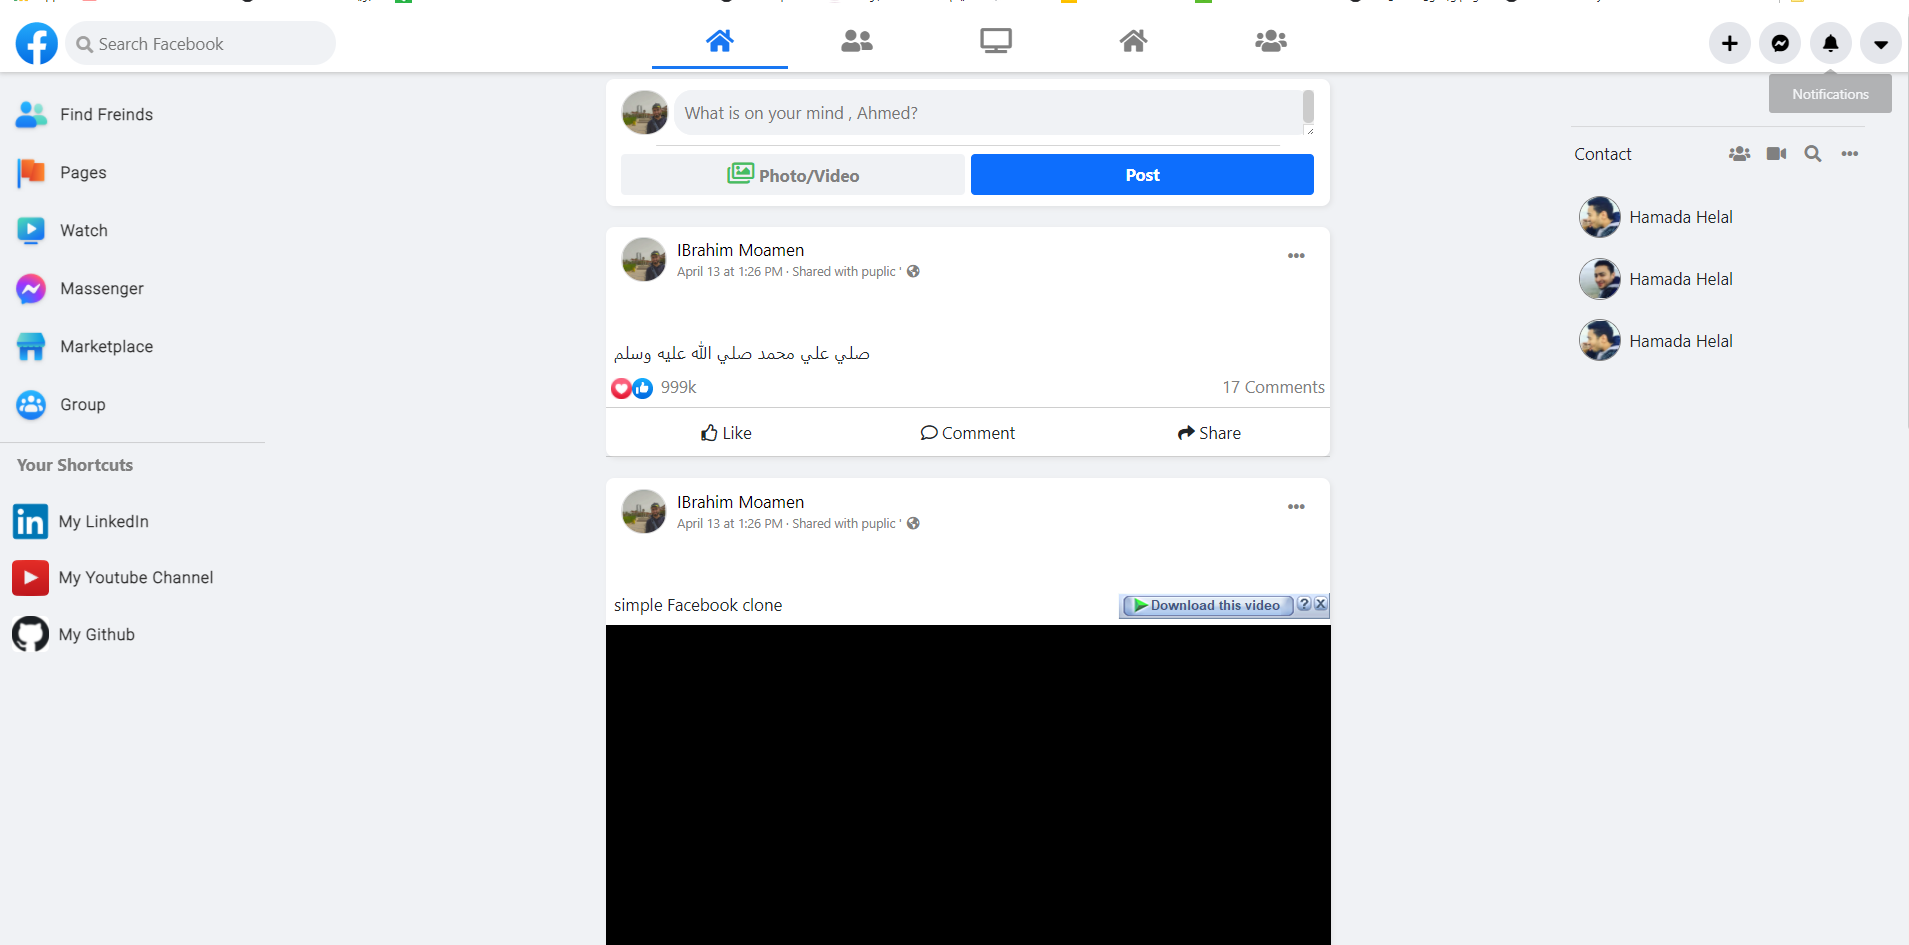 Search Facebook
Notifications
Find Freinds
Pages
Watch
Massenger
Marketplace
Group
Your Shortcuts
My LinkedIn
My Youtube Channel
My Github
What is on your mind , Ahmed?
Photo/Video
Post
IBrahim Moamen
April 13 at 1:26 PM · Shared with puplic '
صلي علي محمد صلي الله عليه وسلم
999k
17 Comments
Like
Comment
Share
IBrahim Moamen
April 13 at 1:26 PM · Shared with puplic '
simple Facebook clone
Download this video
Contact
Hamada Helal
Hamada Helal
Hamada Helal